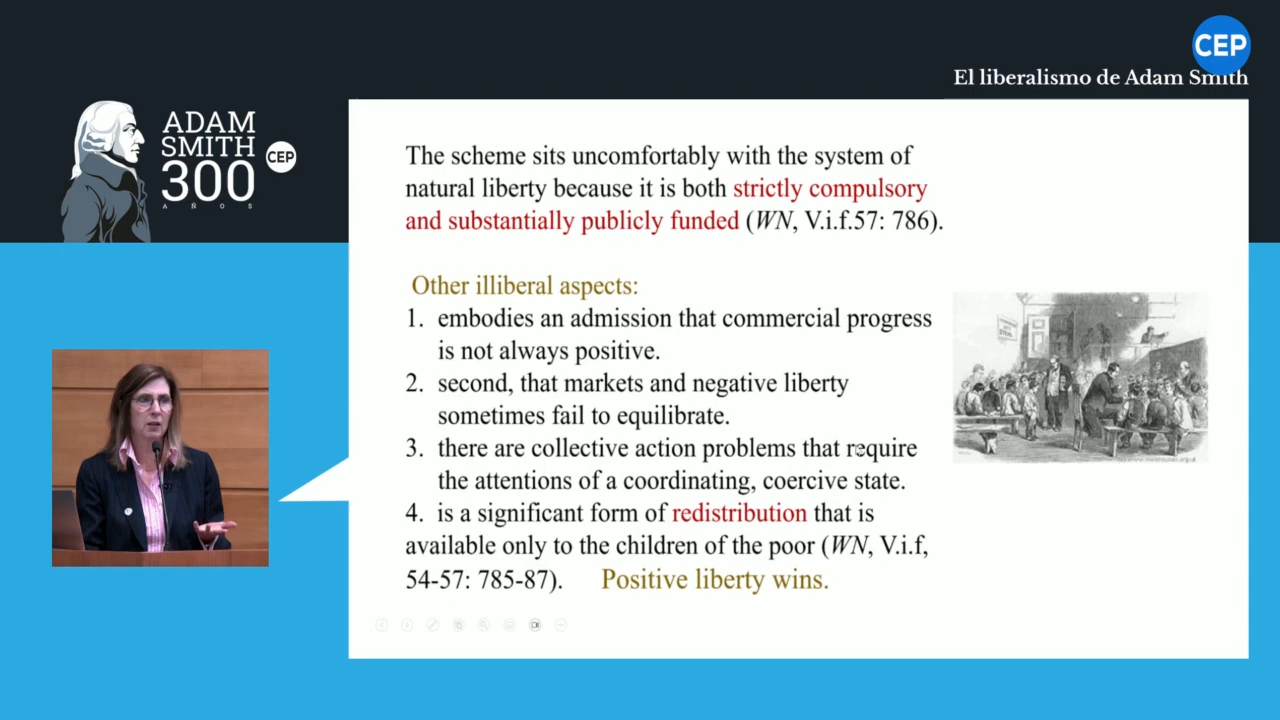 CEP
El liberalismo de Adam Smith
ADAM
SMITH
300
AÑOS
CEP
The scheme sits uncomfortably with the system of
natural liberty because it is both strictly compulsory
and substantially publicly funded (WN, V.i.f.57: 786).
Other illiberal aspects:
1. embodies an admission that commercial progress
is not always positive.
2. second, that markets and negative liberty
sometimes fail to equilibrate.
3. there are collective action problems that require
the attentions of a coordinating, coercive state.
4. is a significant form of redistribution that is
available only to the children of the poor (WN, V.i.f,
54-57: 785-87). Positive liberty wins.